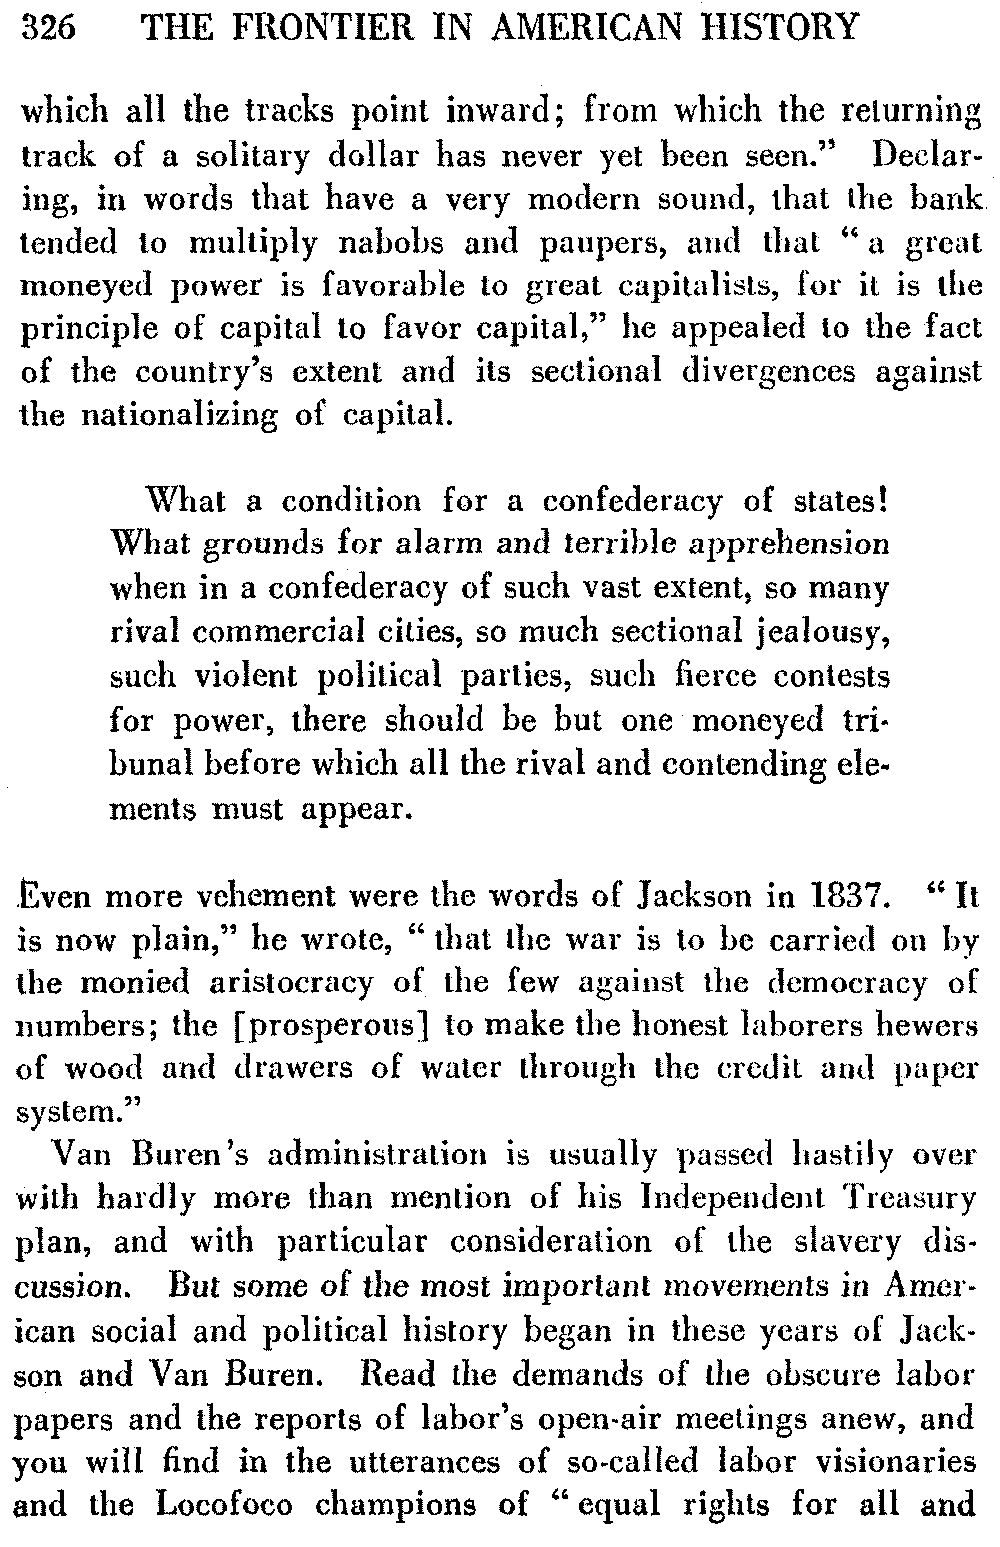 326 THE FRONTIER IN AMERICAN HISTORY
which all the tracks point inward; from which the returning
track of a solitary dollar has never yet been seen." Declar-
ing, in words that have a very modern sound, that the bank
tended to multiply nabobs and paupers, and that "a great
moneyed power is favorable to great capitalists, for it is the
principle of capital to favor capital," he appealed to the fact
of the country's extent and its sectional divergences against
the nationalizing of capital.
What a condition for a confederacy of states!
What grounds for alarm and terrible apprehension
when in a confederacy of such vast extent, so many
rival commercial cities, so much sectional jealousy,
such violent political parties, such fierce contests
for power, there should be but one moneyed tri-
bunal before which all the rival and contending ele-
ments must appear.
Even more vehement were the words of Jackson in 1837. "It
is now plain," he wrote, "that the war is to be carried on by
the monied aristocracy of the few against the democracy of
numbers; the [prosperous] to make the honest laborers hewers
of wood and drawers of water through the credit and paper
system."
Van Buren's administration is usually passed hastily over
with hardly more than mention of his Independent Treasury
plan, and with particular consideration of the slavery dis-
cussion. But some of the most important movements in Amer-
ican social and political history began in these years of Jack-
son and Van Buren. Read the demands of the obscure labor
papers and the reports of labor's open-air meetings anew, and
you will find in the utterances of so-called labor visionaries
and the Locofoco champions of "equal rights for all and